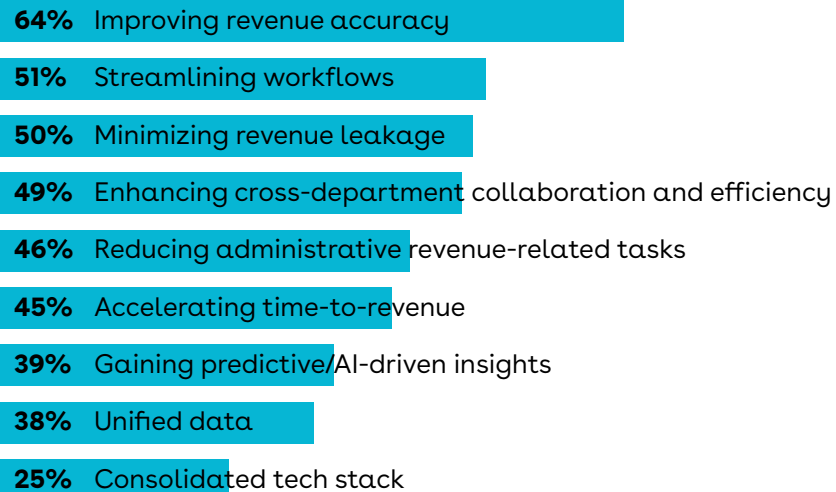 64% Improving revenue accuracy
51% Streamlining workflows
50% Minimizing revenue leakage
49% Enhancing cross-department collaboration and efficiency
46% Reducing administrative revenue-related tasks
45% Accelerating time-to-revenue
39% Gaining predictive/AI-driven insights
38% Unified data
25% Consolidated tech stack